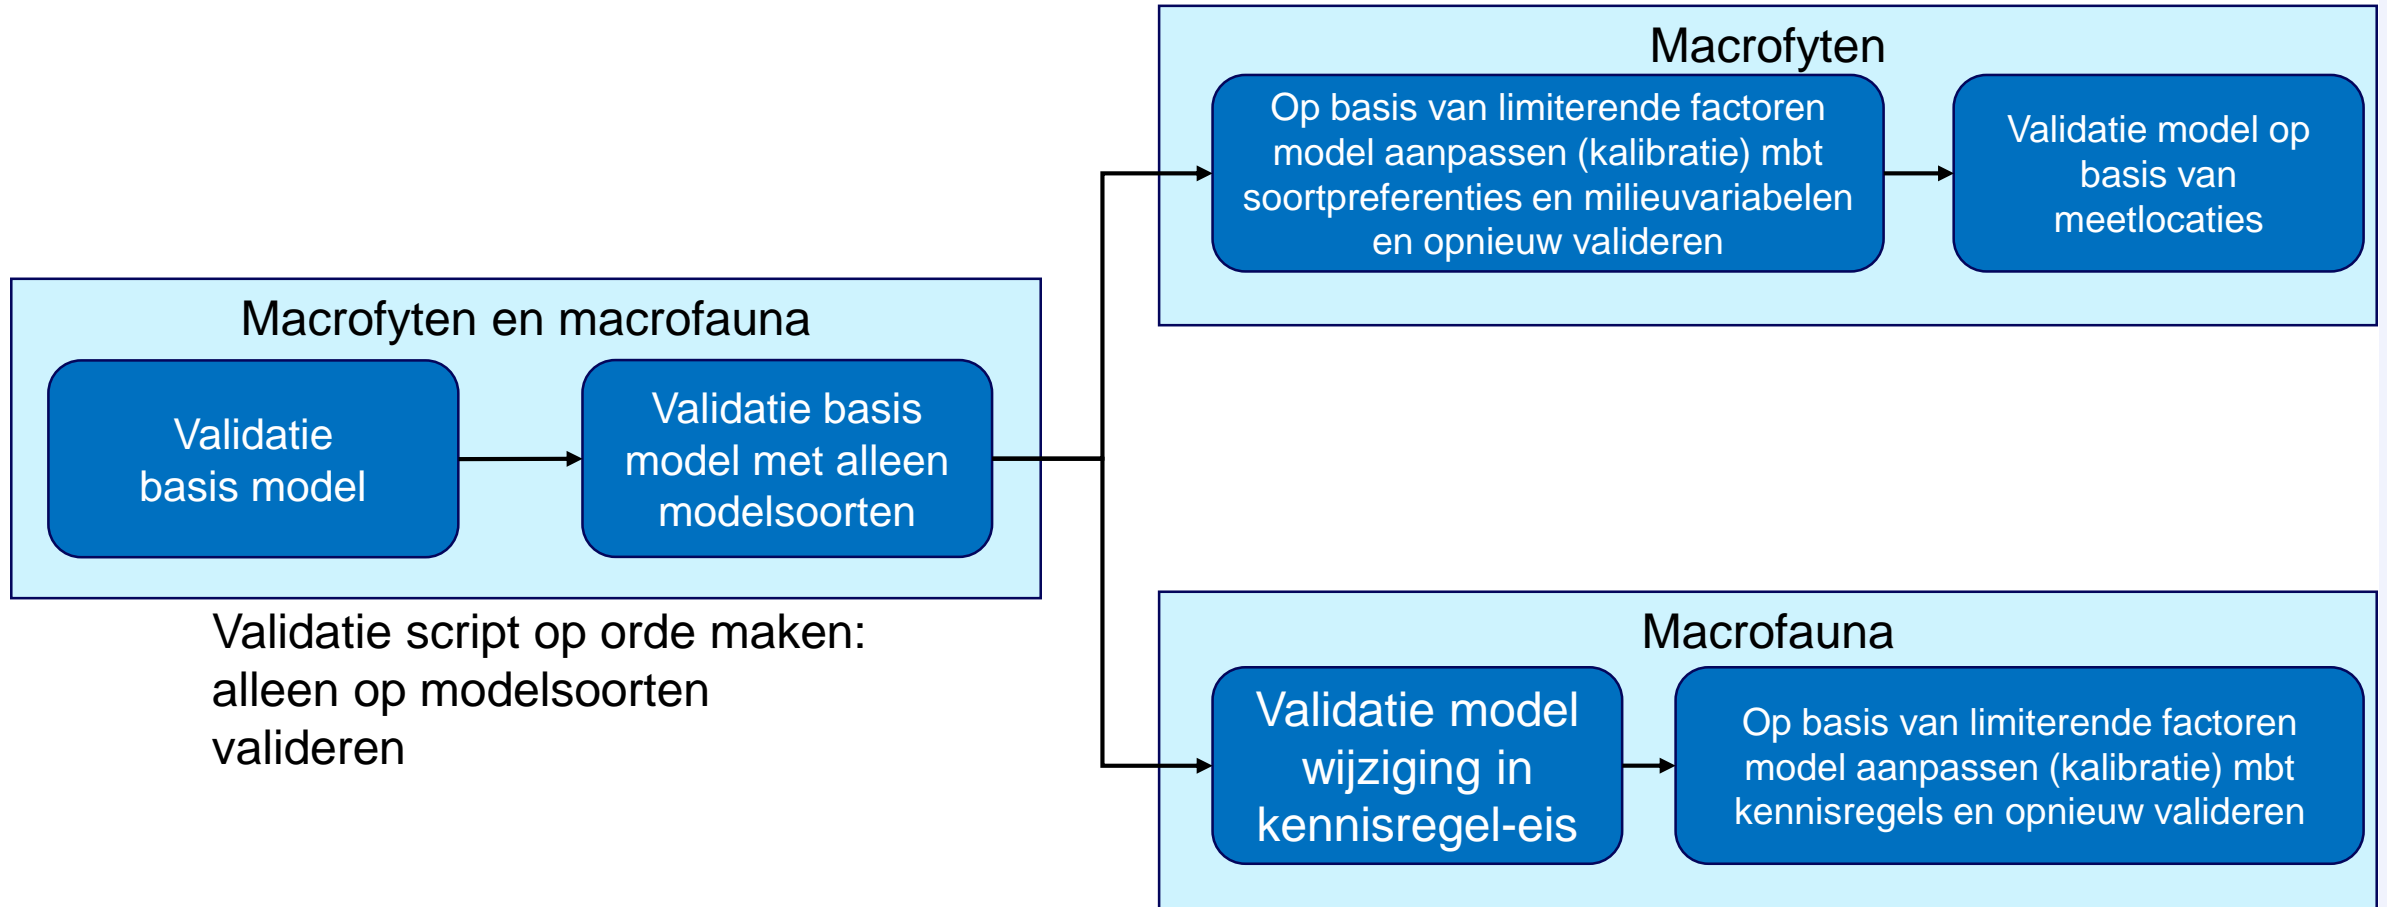 Macrofyten en macrofauna
Validatie
basis model
Validatie basis
model met alleen
modelsoorten
Validatie script op orde maken:
alleen op modelsoorten
valideren
Macrofyten
Op basis van limiterende factoren
model aanpassen (kalibratie) mbt
soortpreferenties en milieuvariabelen
en opnieuw valideren
Validatie model op
basis van
meetlocaties
Macrofauna
Validatie model
wijziging in
kennisregel-eis
Op basis van limiterende factoren
model aanpassen (kalibratie) mbt
kennisregels en opnieuw valideren